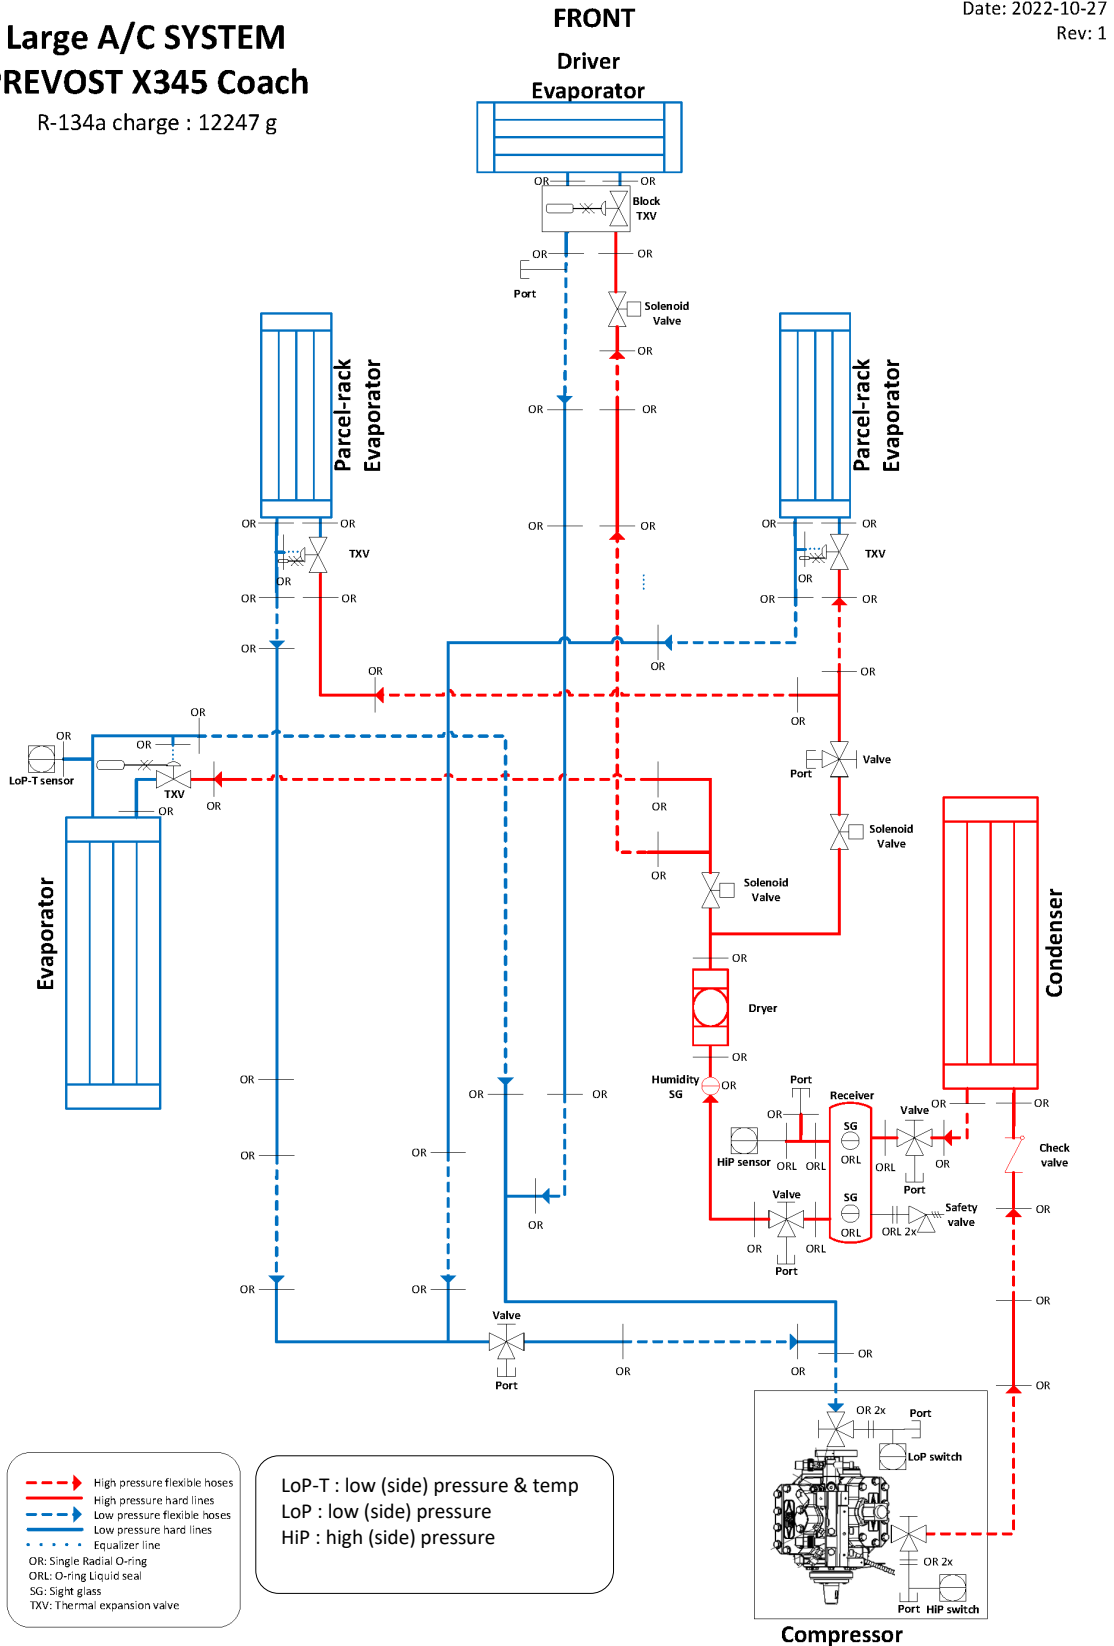 Large A/C SYSTEM
PREVOST X345 Coach
R-134a charge : 12247 g
FRONT
Date: 2022-10-27
Rev: 1
Driver
Evaporator
OR
OR
Block
TXV
OR
OR
Port
Solenoid
Valve
OR
OR
OR
Parcel-rack
Evaporator
Parcel-rack
Evaporator
OR
OR
OR
OR
OR
OR
TXV
TXV
OR
OR
OR
OR
OR
OR
OR
OR
OR
OR
OR
OR
OR
OR
LoP-T sensor
TXV
OR
OR
Port
Valve
OR
OR
Solenoid
Valve
Solenoid
Valve
Evaporator
Condenser
OR
Dryer
OR
Humidity
SG
OR
OR
OR
OR
Port
OR
Receiver
SG
ORL
HiP sensor
ORL
ORL
ORL
Valve
OR
Port
OR
OR
Check
valve
OR
OR
OR
Valve
SG
ORL
OR
ORL
Port
ORL 2x
Safety
valve
OR
OR
OR
OR
Valve
Port
OR
OR
OR
OR
OR 2x
Port
LoP switch
OR 2x
Port
HiP switch
Compressor
High pressure flexible hoses
High pressure hard lines
Low pressure flexible hoses
Low pressure hard lines
Equalizer line
OR: Single Radial O-ring
ORL: O-ring Liquid seal
SG: Sight glass
TXV: Thermal expansion valve
LoP-T : low (side) pressure & temp
LoP : low (side) pressure
HiP : high (side) pressure